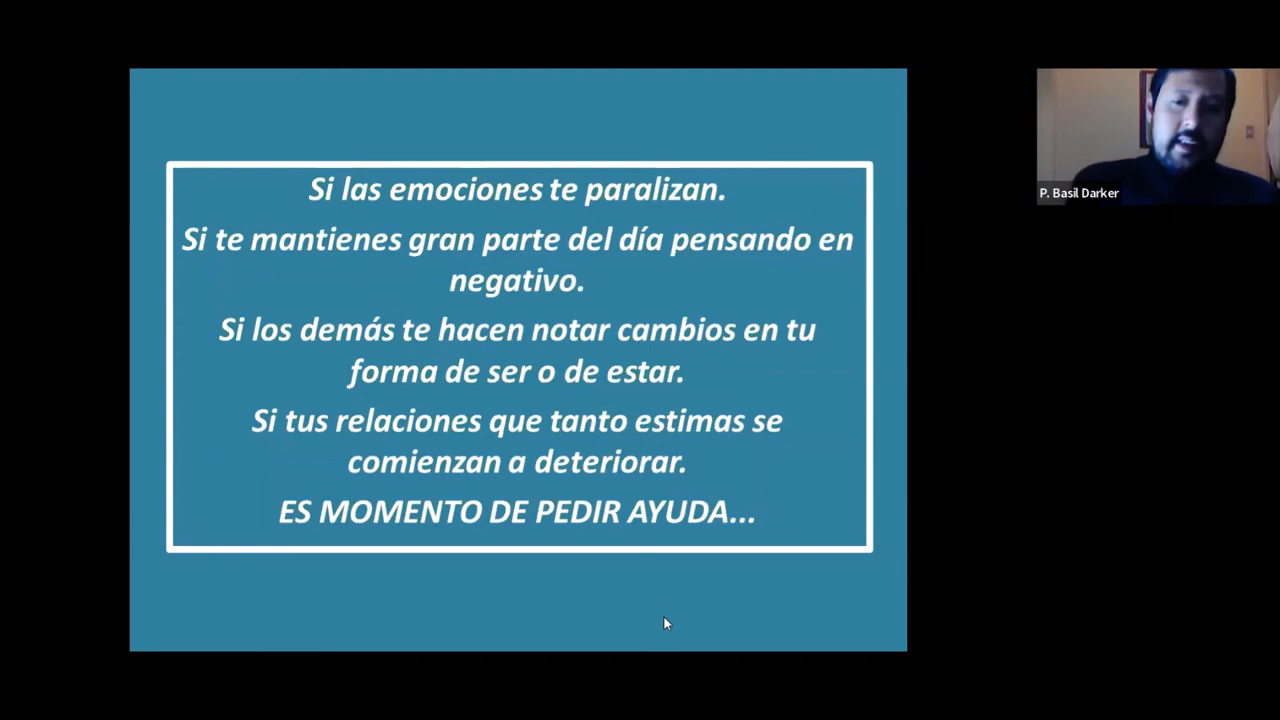 Si las emociones te paralizan.
Si te mantienes gran parte del día pensando en
negativo.
Si los demás te hacen notar cambios en tu
forma de ser o de estar.
Si tus relaciones que tanto estimas se
comienzan a deteriorar.
ES MOMENTO DE PEDIR AYUDA...
P. Basil Darker